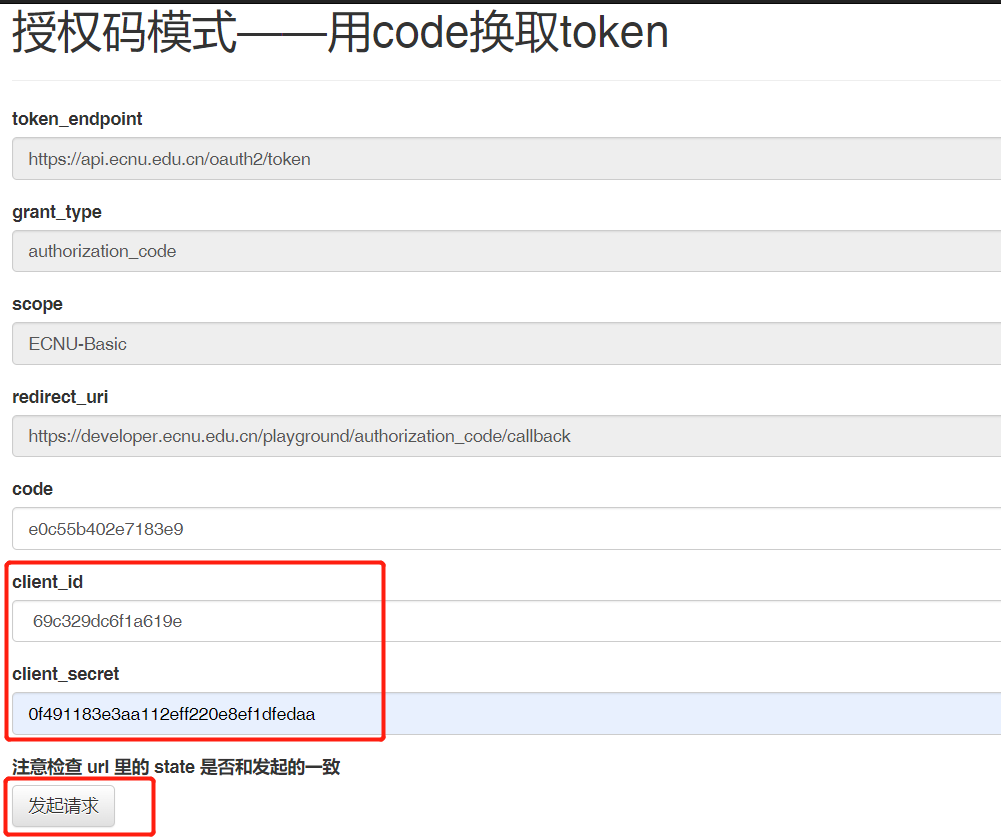 授权码模式——用code换取token
token_endpoint
https://api.ecnu.edu.cn/oauth2/token
grant_type
authorization_code
scope
ECNU-Basic
redirect_uri
https://developer.ecnu.edu.cn/playground/authorization_code/callback
code
e0c55b402e7183e9
client_id
69c329dc6f1a619e
client_secret
0f491183e3aa112eff220e8ef1dfedaa
注意检查 url 里的 state 是否和发起的一致
发起请求